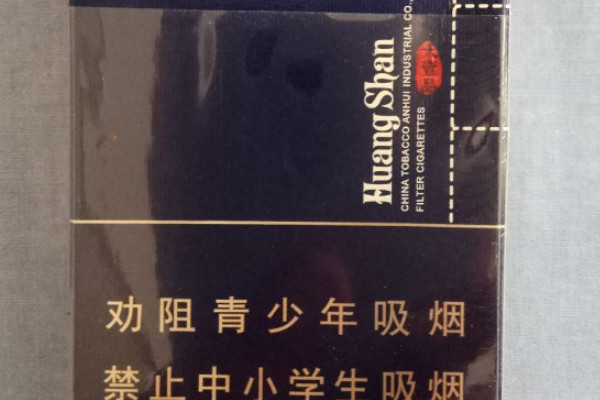 Huang Shan
CHINA TOBACCO ANHUI INDUSTRIAL CO.,
FILTER CIGARETTES
劝阻青少年吸烟
禁止中小学生吸烟